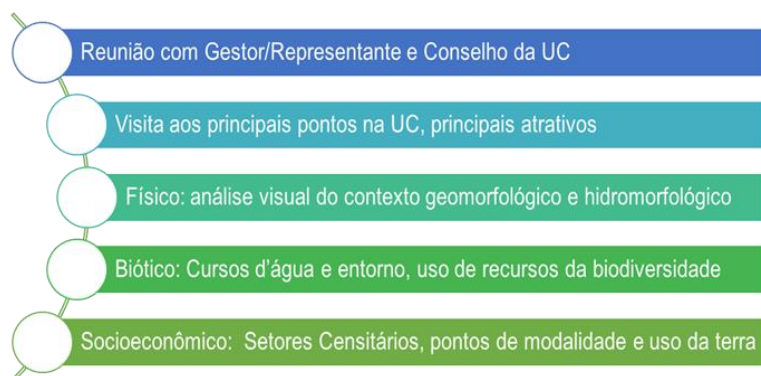 Reunião com Gestor/Representante e Conselho da UC
Visita aos principais pontos na UC, principais atrativos
Físico: análise visual do contexto geomorfológico e hidromorfológico
Biótico: Cursos d'água e entorno, uso de recursos da biodiversidade
Socioeconômico: Setores Censitários, pontos de modalidade e uso da terra